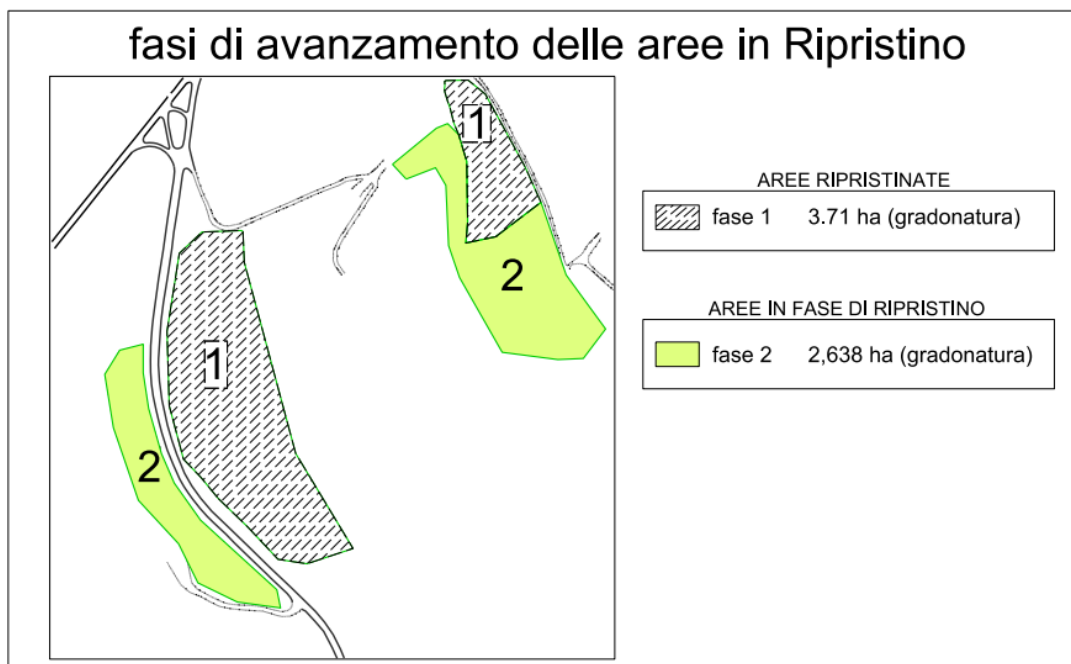 fasi di avanzamento delle aree in Ripristino
1
2
1
2
AREE RIPRISTINATE
fase 1 3.71 ha (gradonatura)
AREE IN FASE DI RIPRISTINO
fase 2 2,638 ha (gradonatura)